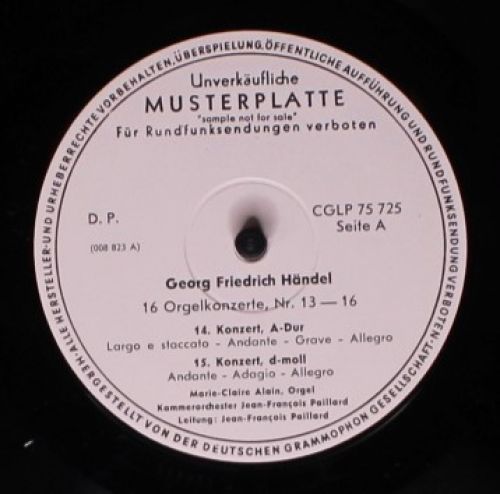 ALLE HERSTELLER-UND URHEBERRECHTE VORBEHALTEN, ÜBERSPIELUNG, ÖFFENTLICHE AUFFÜHRUNG UND RUNDFUNKSENDUNG VERBOTEN·
Unverkäufliche
MUSTERPLATTE
"sample not for sale"
Für Rundfunksendungen verboten
D. P.
CGLP 75 725
Seite A
(008 823 A)
Georg Friedrich Händel
16 Orgelkonzerte, Nr. 13 — 16
14. Konzert, A-Dur
Largo e staccato - Andante - Grave - Allegro
15. Konzert, d-moll
Andante - Adagio - Allegro
Marie-Claire Alain, Orgel
Kammerorchester Jean-François Paillard
Leitung: Jean-François Paillard
HERGESTELLT VON DER DEUTSCHEN GRAMMOPHON GESELLSCHAFT·